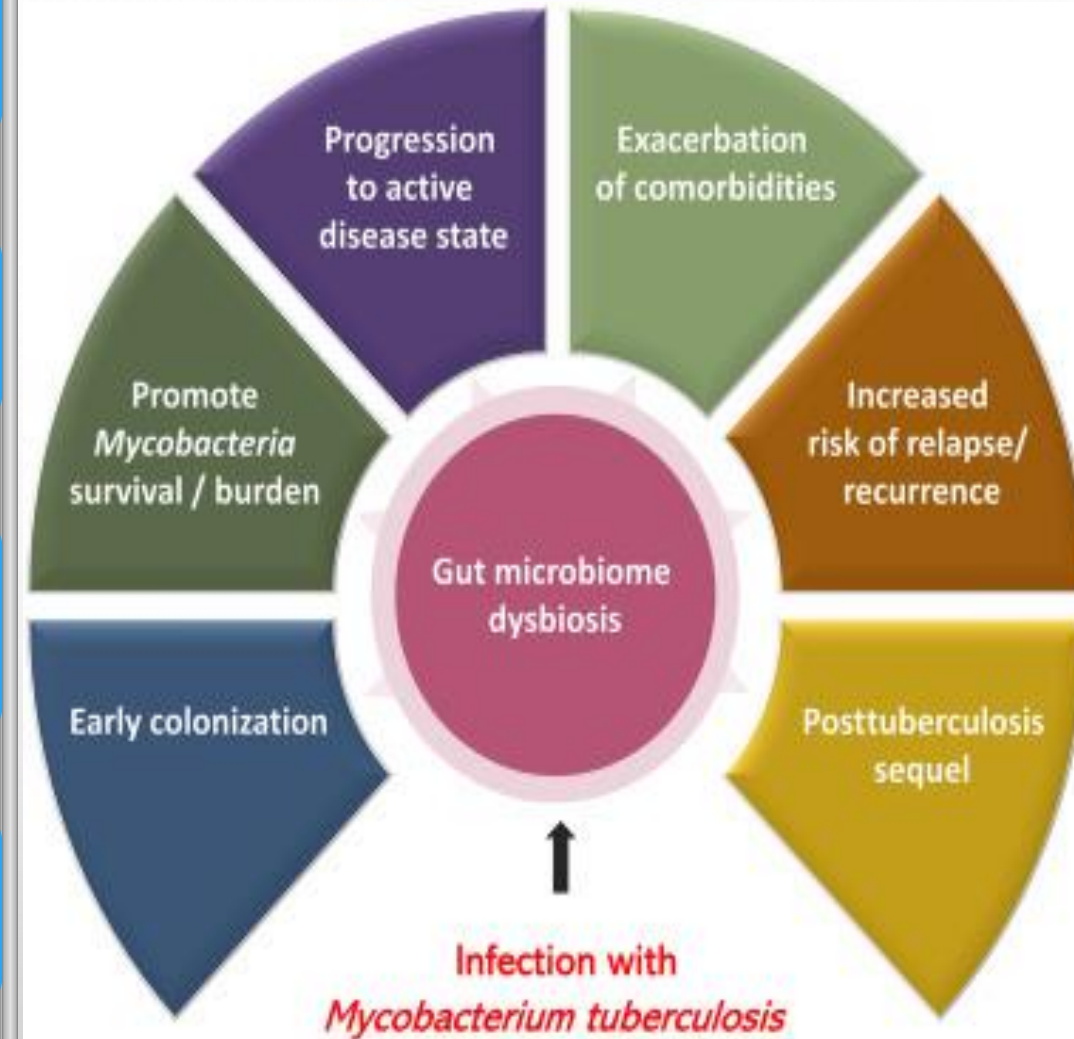 Progression
to active
disease state
Exacerbation
of comorbidities
Promote
Mycobacteria
survival / burden
Increased
risk of relapse/
recurrence
Gut microbiome
dysbiosis
Early colonization
Posttuberculosis
sequel
Infection with
Mycobacterium tuberculosis